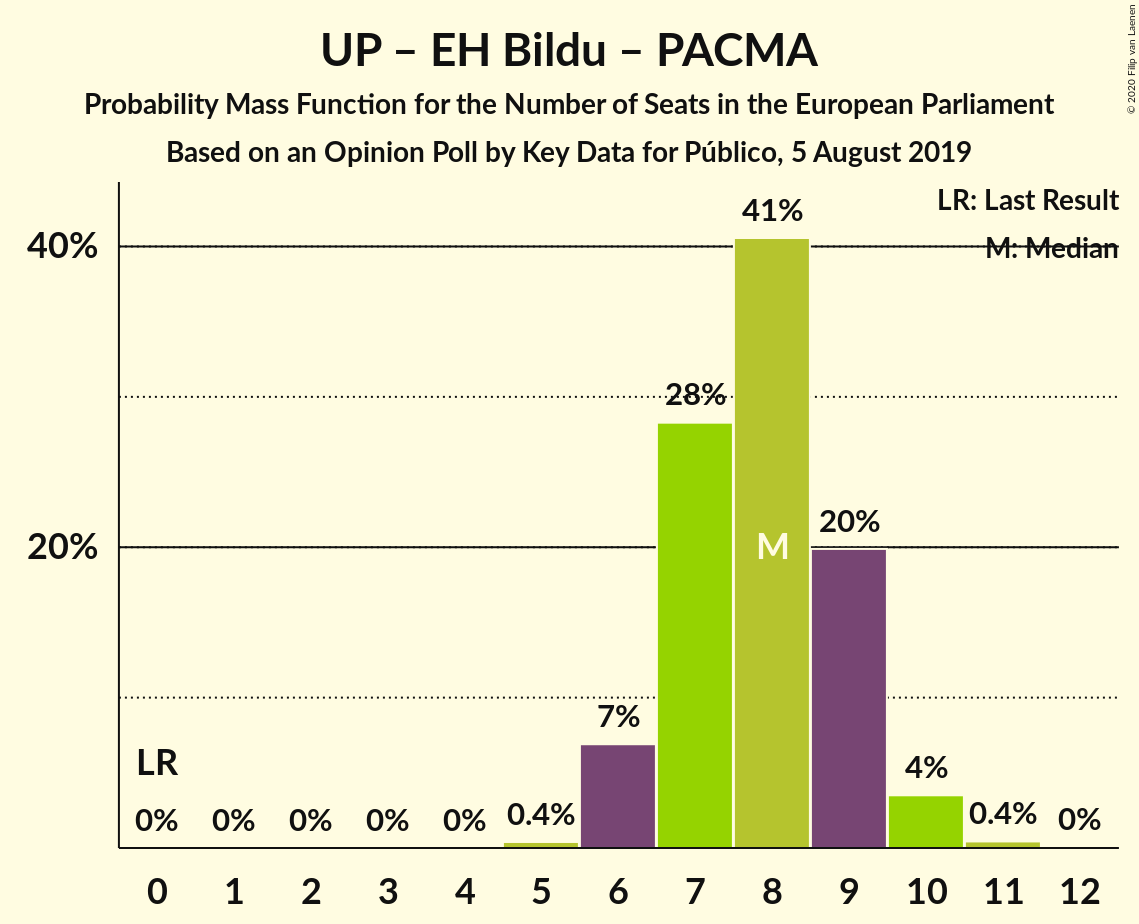 UP – EH Bildu – PACMA
Probability Mass Function for the Number of Seats in the European Parliament
Based on an Opinion Poll by Key Data for Público, 5 August 2019
© 2020 Filip van Laenen
LR: Last Result
M: Median
40%
20%
41%
28%
20%
7%
4%
0.4%
0.4%
0%
0%
0%
0%
0%
0%
LR
M
0 1 2 3 4 5 6 7 8 9 10 11 12